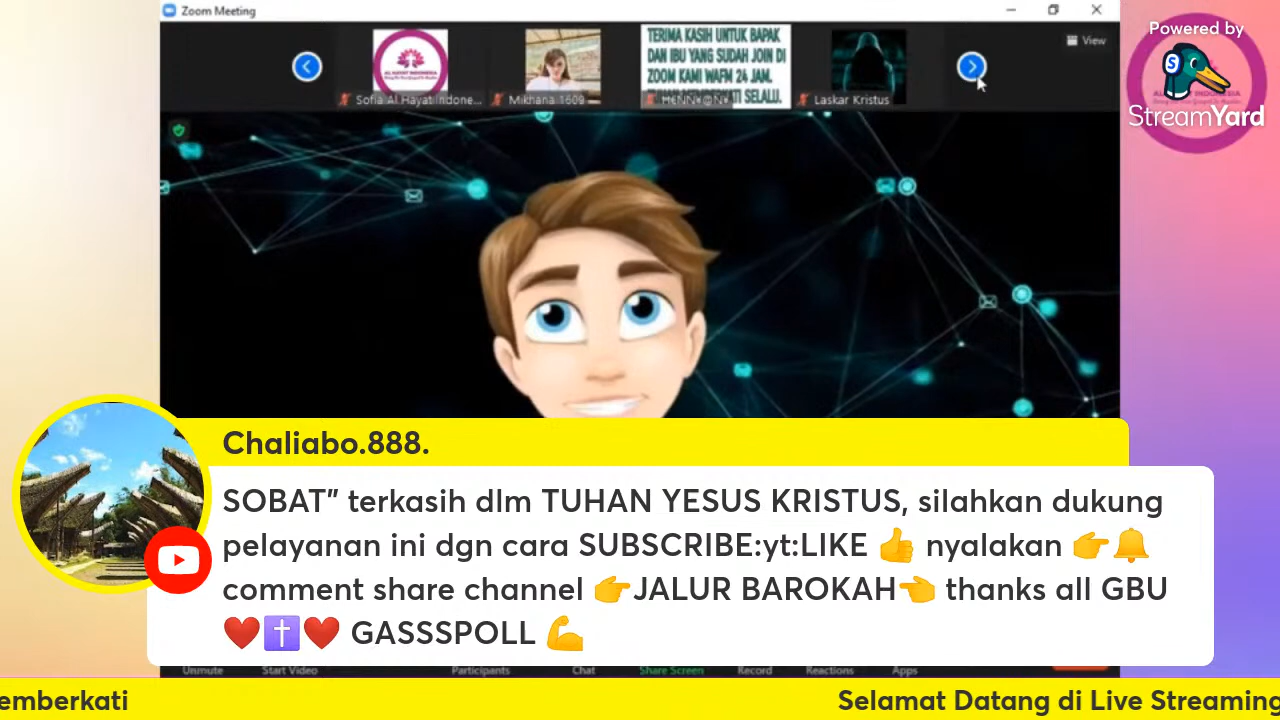 Zoom Meeting
View
Powered by
StreamYard
TERIMA KASIH UNTUK BAPAK
DAN IBU YANG SUDAH JOIN DI
ZOOM KAMI WAFM 24 JAM.
SELALU.
Sofia Al Hayat Indone...
Mikhana 1609
Laskar Kristus
Chaliabo.888.
SOBAT" terkasih dlm TUHAN YESUS KRISTUS, silahkan dukung
pelayanan ini dgn cara SUBSCRIBE:yt:LIKE 👍 nyalakan 👉🔔
comment share channel 👉JALUR BAROKAH👈 thanks all GBU
❤️✝️❤️ GASSSPOLL 💪
Unmute Start Video Participants Chat Share Screen Record Reactions Apps
emberkati Selamat Datang di Live Streaming